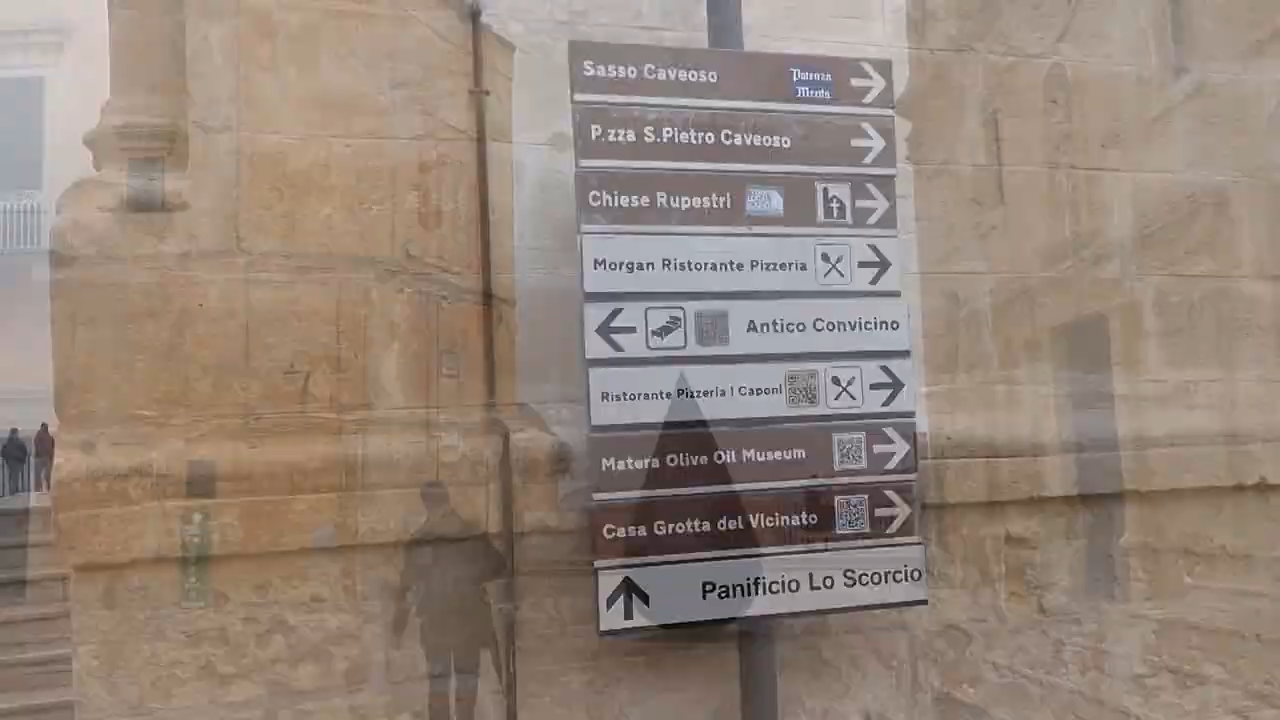 Sasso Caveoso
P.zza S.Pietro Caveoso
Chiese Rupestri
Morgan Ristorante Pizzeria
Antico Convicino
Ristorante Pizzeria I Caponi
Matera Olive Oil Museum
Casa Grotta del Vicinato
Panificio Lo Scorcio